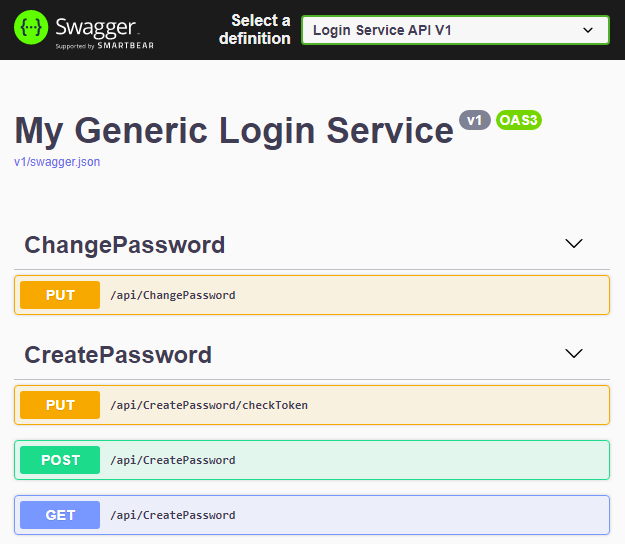 Swagger
Supported by SMARTBEAR
Select a
definition
Login Service API V1
My Generic Login Service v1 OAS3
v1/swagger.json
ChangePassword
PUT /api/ChangePassword
CreatePassword
PUT /api/CreatePassword/checkToken
POST /api/CreatePassword
GET /api/CreatePassword